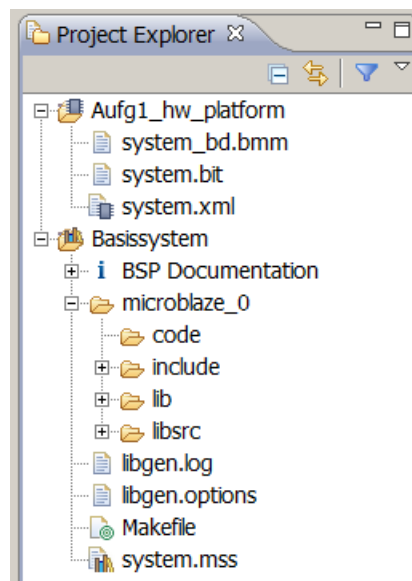 Project Explorer
Aufg1_hw_platform
system_bd.bmm
system.bit
system.xml
Basissystem
i BSP Documentation
microblaze_0
code
include
lib
libsrc
libgen.log
libgen.options
Makefile
system.mss